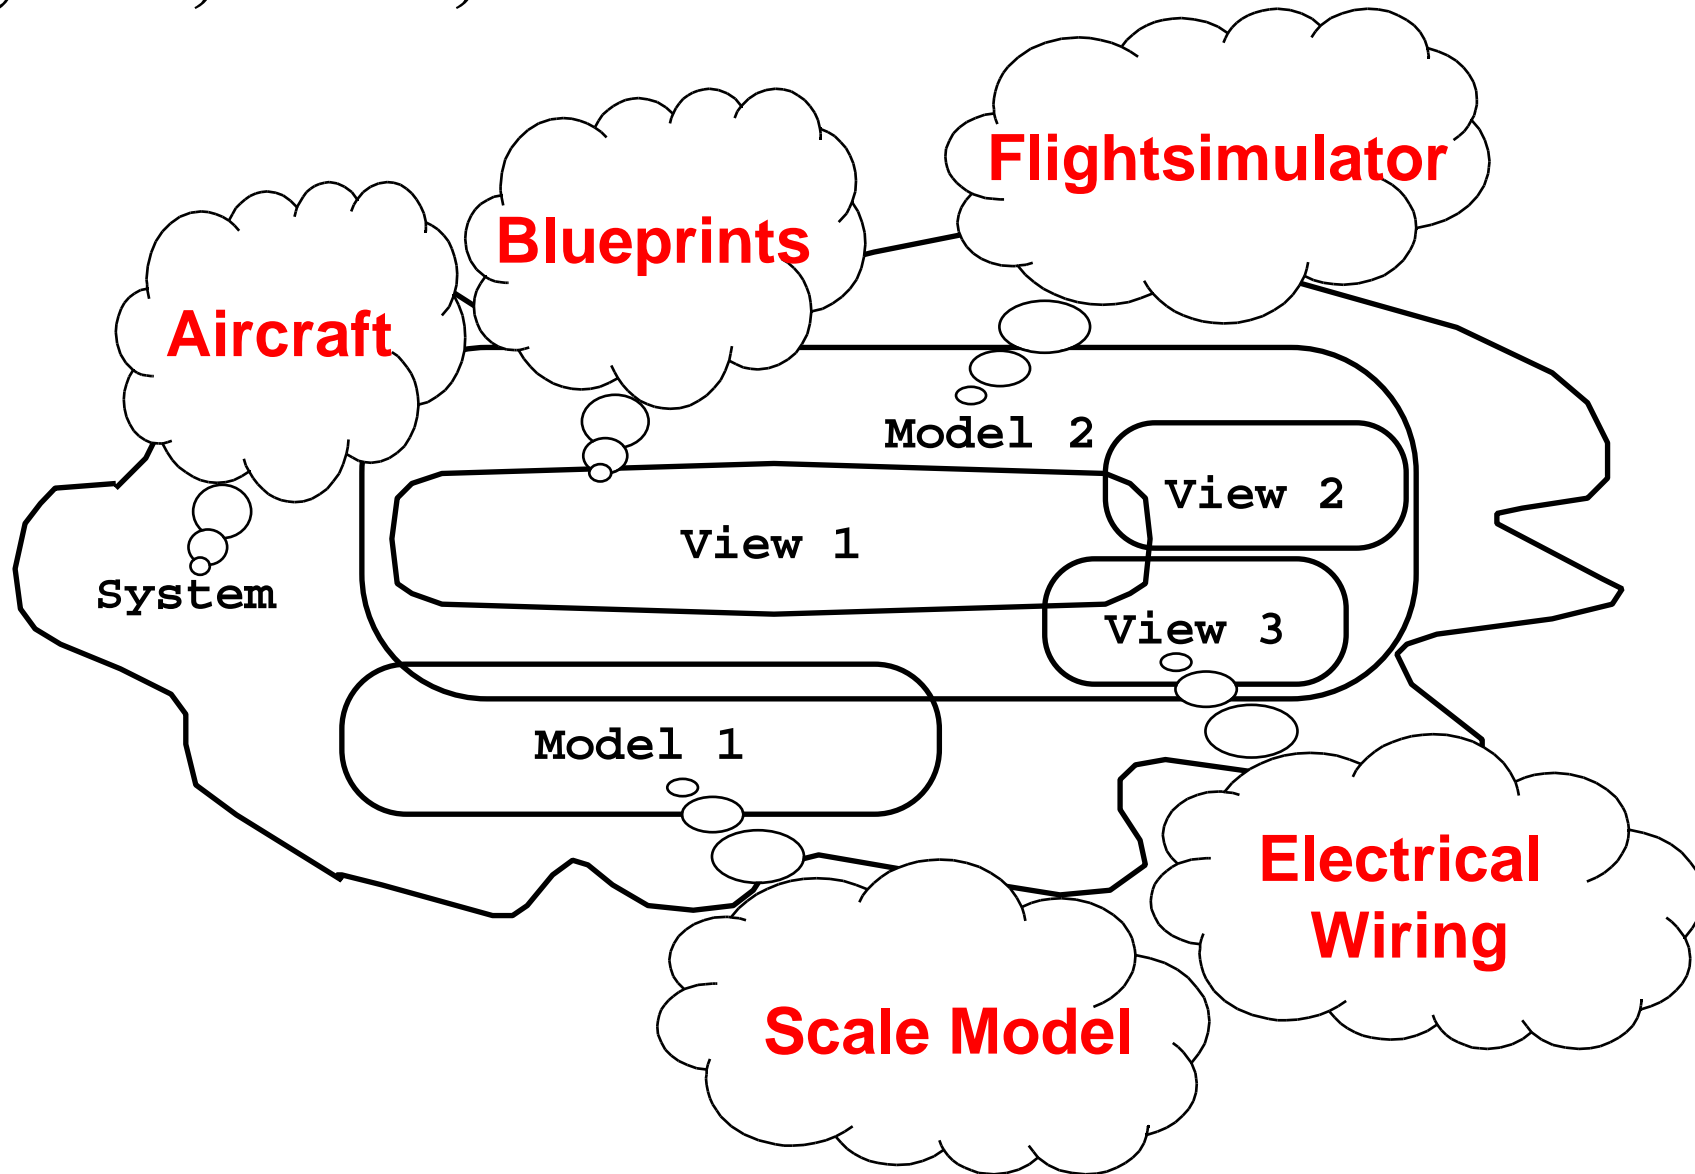 Flightsimulator
Blueprints
Aircraft
Model 2
View 2
View 1
System
View 3
Model 1
Electrical
Wiring
Scale Model